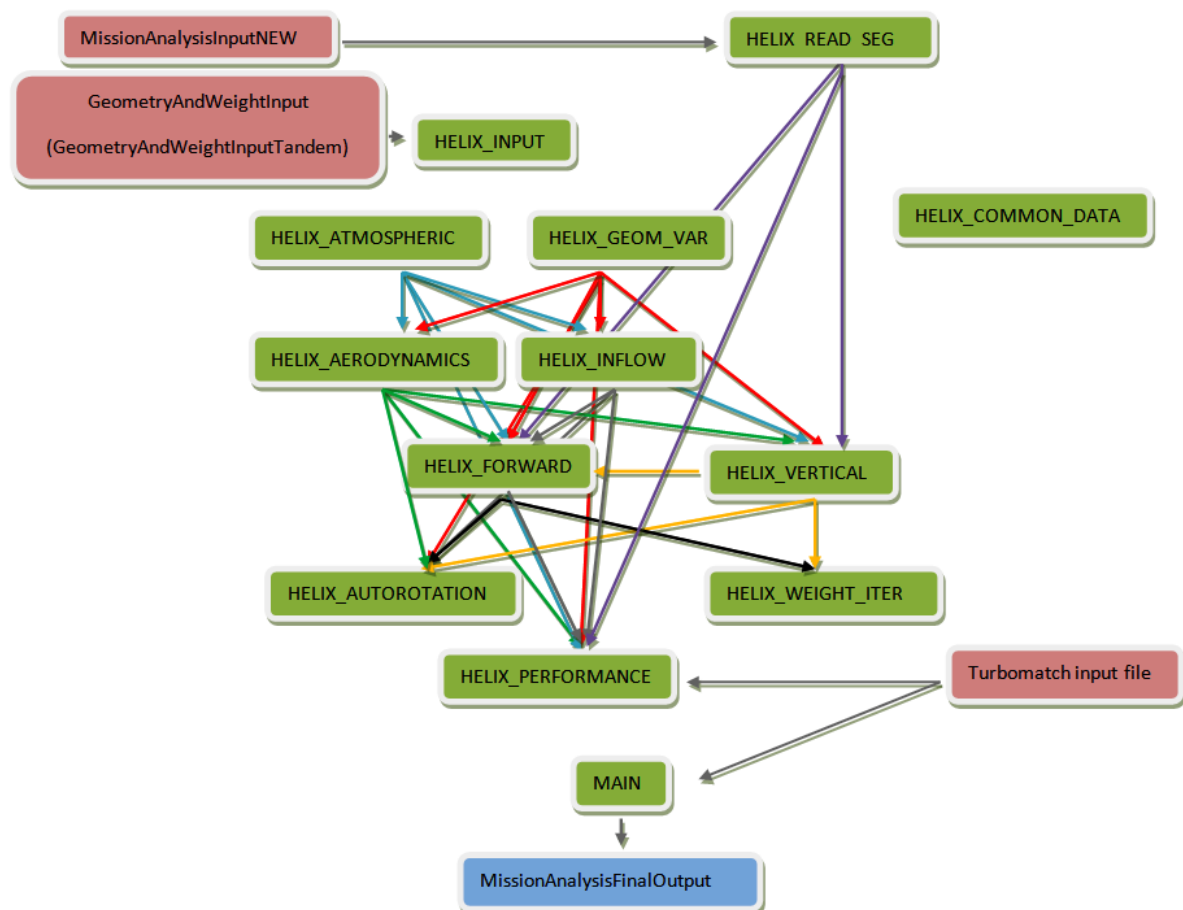 MissionAnalysisInputNEW
HELIX_READ_SEG
GeometryAndWeightInput
(GeometryAndWeightInputTandem)
HELIX_INPUT
HELIX_COMMON_DATA
HELIX_ATMOSPHERIC
HELIX_GEOM_VAR
HELIX_AERODYNAMICS
HELIX_INFLOW
HELIX_FORWARD
HELIX_VERTICAL
HELIX_AUTOROTATION
HELIX_WEIGHT_ITER
HELIX_PERFORMANCE
Turbomatch input file
MAIN
MissionAnalysisFinalOutput